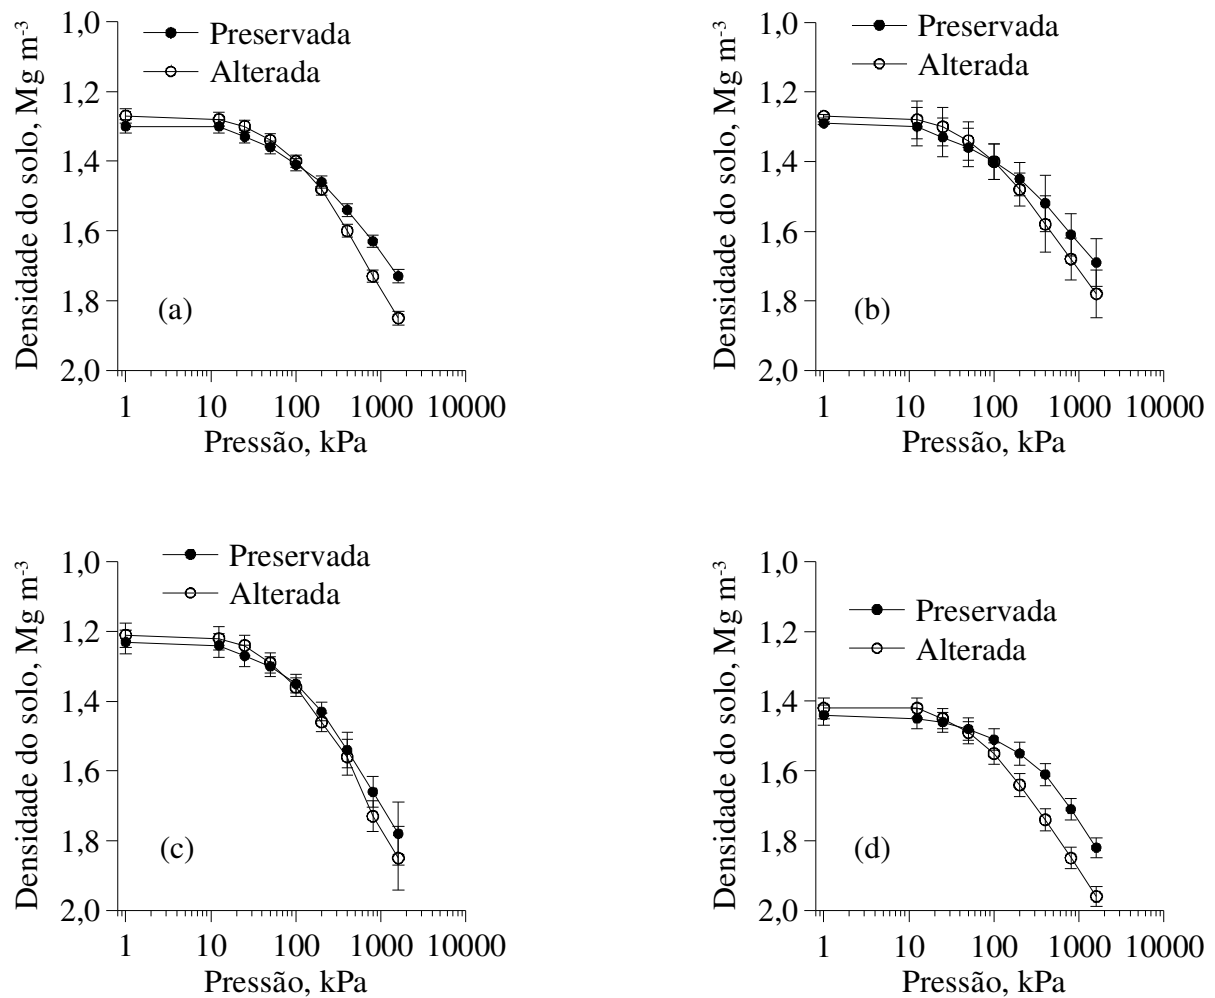 1,0
Preservada
Alterada
1,2
1,4
1,6
1,8
2,0
Densidade do solo, Mg m⁻³
(a)
1 10 100 1000 10000
Pressão, kPa
1,0
Preservada
Alterada
1,2
1,4
1,6
1,8
2,0
Densidade do solo, Mg m⁻³
(b)
1 10 100 1000 10000
Pressão, kPa
1,0
Preservada
Alterada
1,2
1,4
1,6
1,8
2,0
Densidade do solo, Mg m⁻³
(c)
1 10 100 1000 10000
Pressão, kPa
1,0
Preservada
Alterada
1,2
1,4
1,6
1,8
2,0
Densidade do solo, Mg m⁻³
(d)
1 10 100 1000 10000
Pressão, kPa